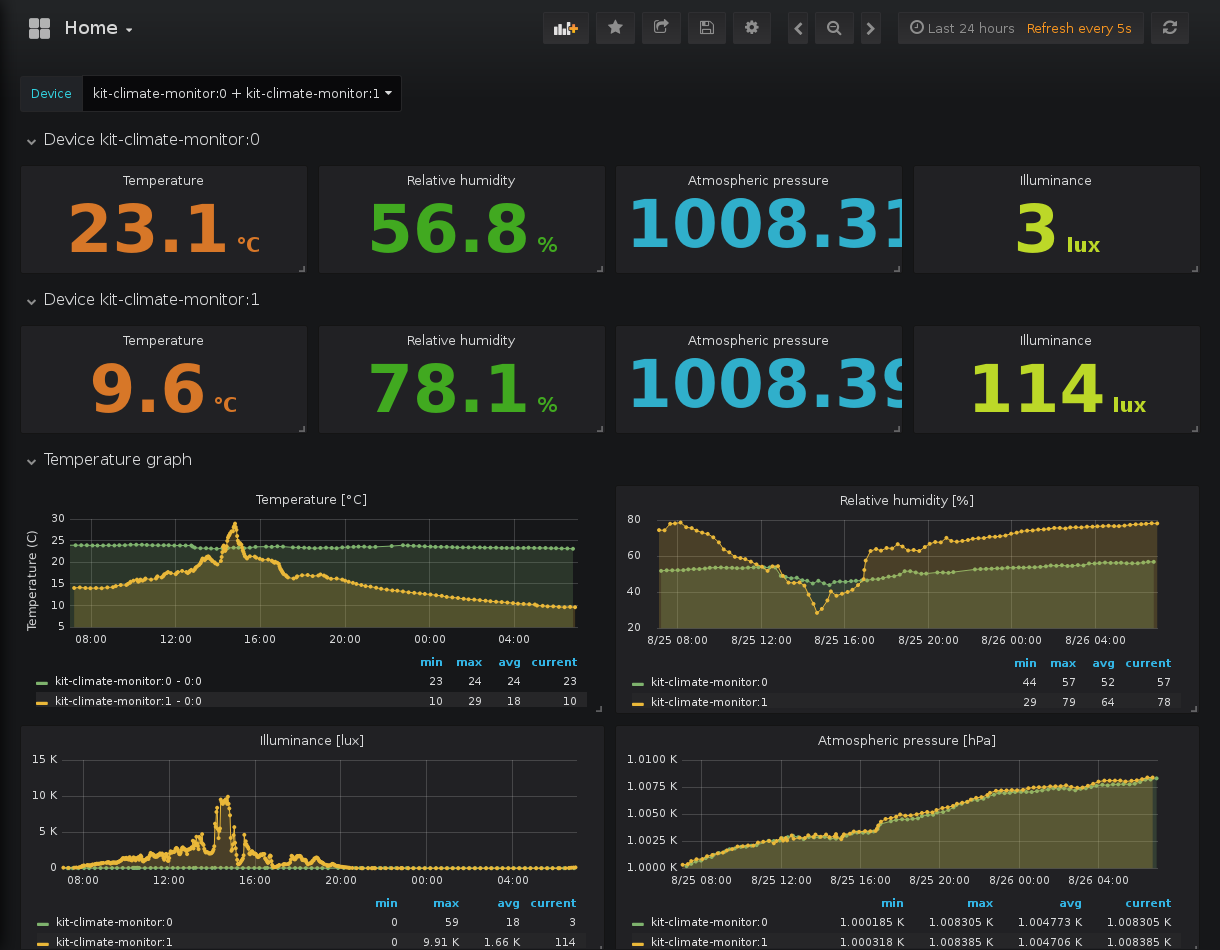 Home
Last 24 hours Refresh every 5s
Device kit-climate-monitor:0 + kit-climate-monitor:1
Device kit-climate-monitor:0
Temperature Relative humidity Atmospheric pressure Illuminance
23.1 °C 56.8 % 1008.31 3 lux
Device kit-climate-monitor:1
Temperature Relative humidity Atmospheric pressure Illuminance
9.6 °C 78.1 % 1008.39 114 lux
Temperature graph
Temperature [°C]
Temperature (C)
30
25
20
15
10
5
08:00 12:00 16:00 20:00 00:00 04:00
min max avg current
kit-climate-monitor:0 - 0:0 23 24 24 23
kit-climate-monitor:1 - 0:0 10 29 18 10
Relative humidity [%]
80
60
40
20
8/25 08:00 8/25 12:00 8/25 16:00 8/25 20:00 8/26 00:00 8/26 04:00
min max avg current
kit-climate-monitor:0 44 57 52 57
kit-climate-monitor:1 29 79 64 78
Illuminance [lux]
15 K
10 K
5 K
0
08:00 12:00 16:00 20:00 00:00 04:00
min max avg current
kit-climate-monitor:0 0 59 18 3
kit-climate-monitor:1 0 9.91 K 1.66 K 114
Atmospheric pressure [hPa]
1.0100 K
1.0075 K
1.0050 K
1.0025 K
1.0000 K
8/25 08:00 8/25 12:00 8/25 16:00 8/25 20:00 8/26 00:00 8/26 04:00
min max avg current
kit-climate-monitor:0 1.000185 K 1.008305 K 1.004773 K 1.008305 K
kit-climate-monitor:1 1.000318 K 1.008385 K 1.004706 K 1.008385 K